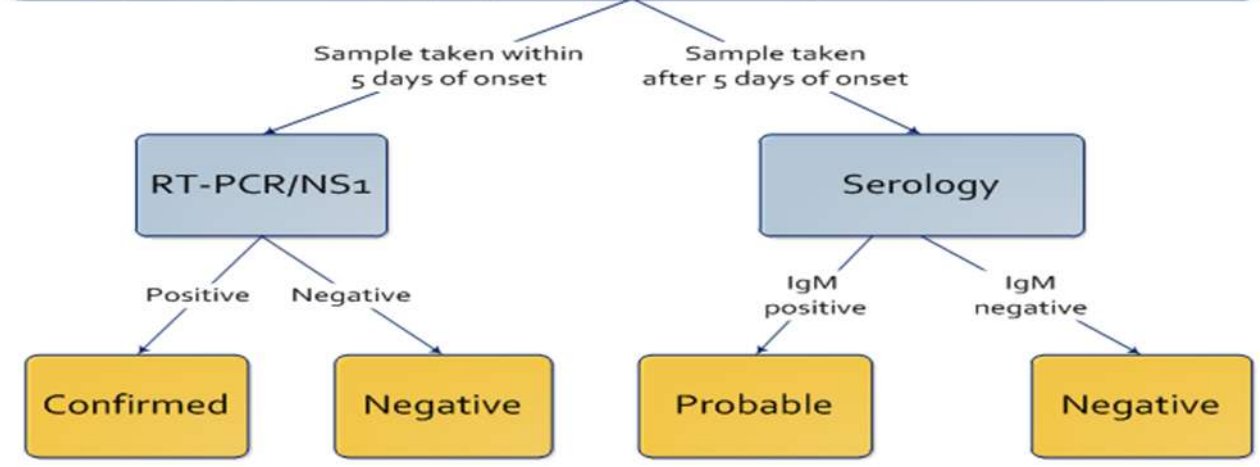 Sample taken within
5 days of onset
Sample taken
after 5 days of onset
RT-PCR/NS1
Serology
Positive
Negative
IgM
positive
IgM
negative
Confirmed
Negative
Probable
Negative